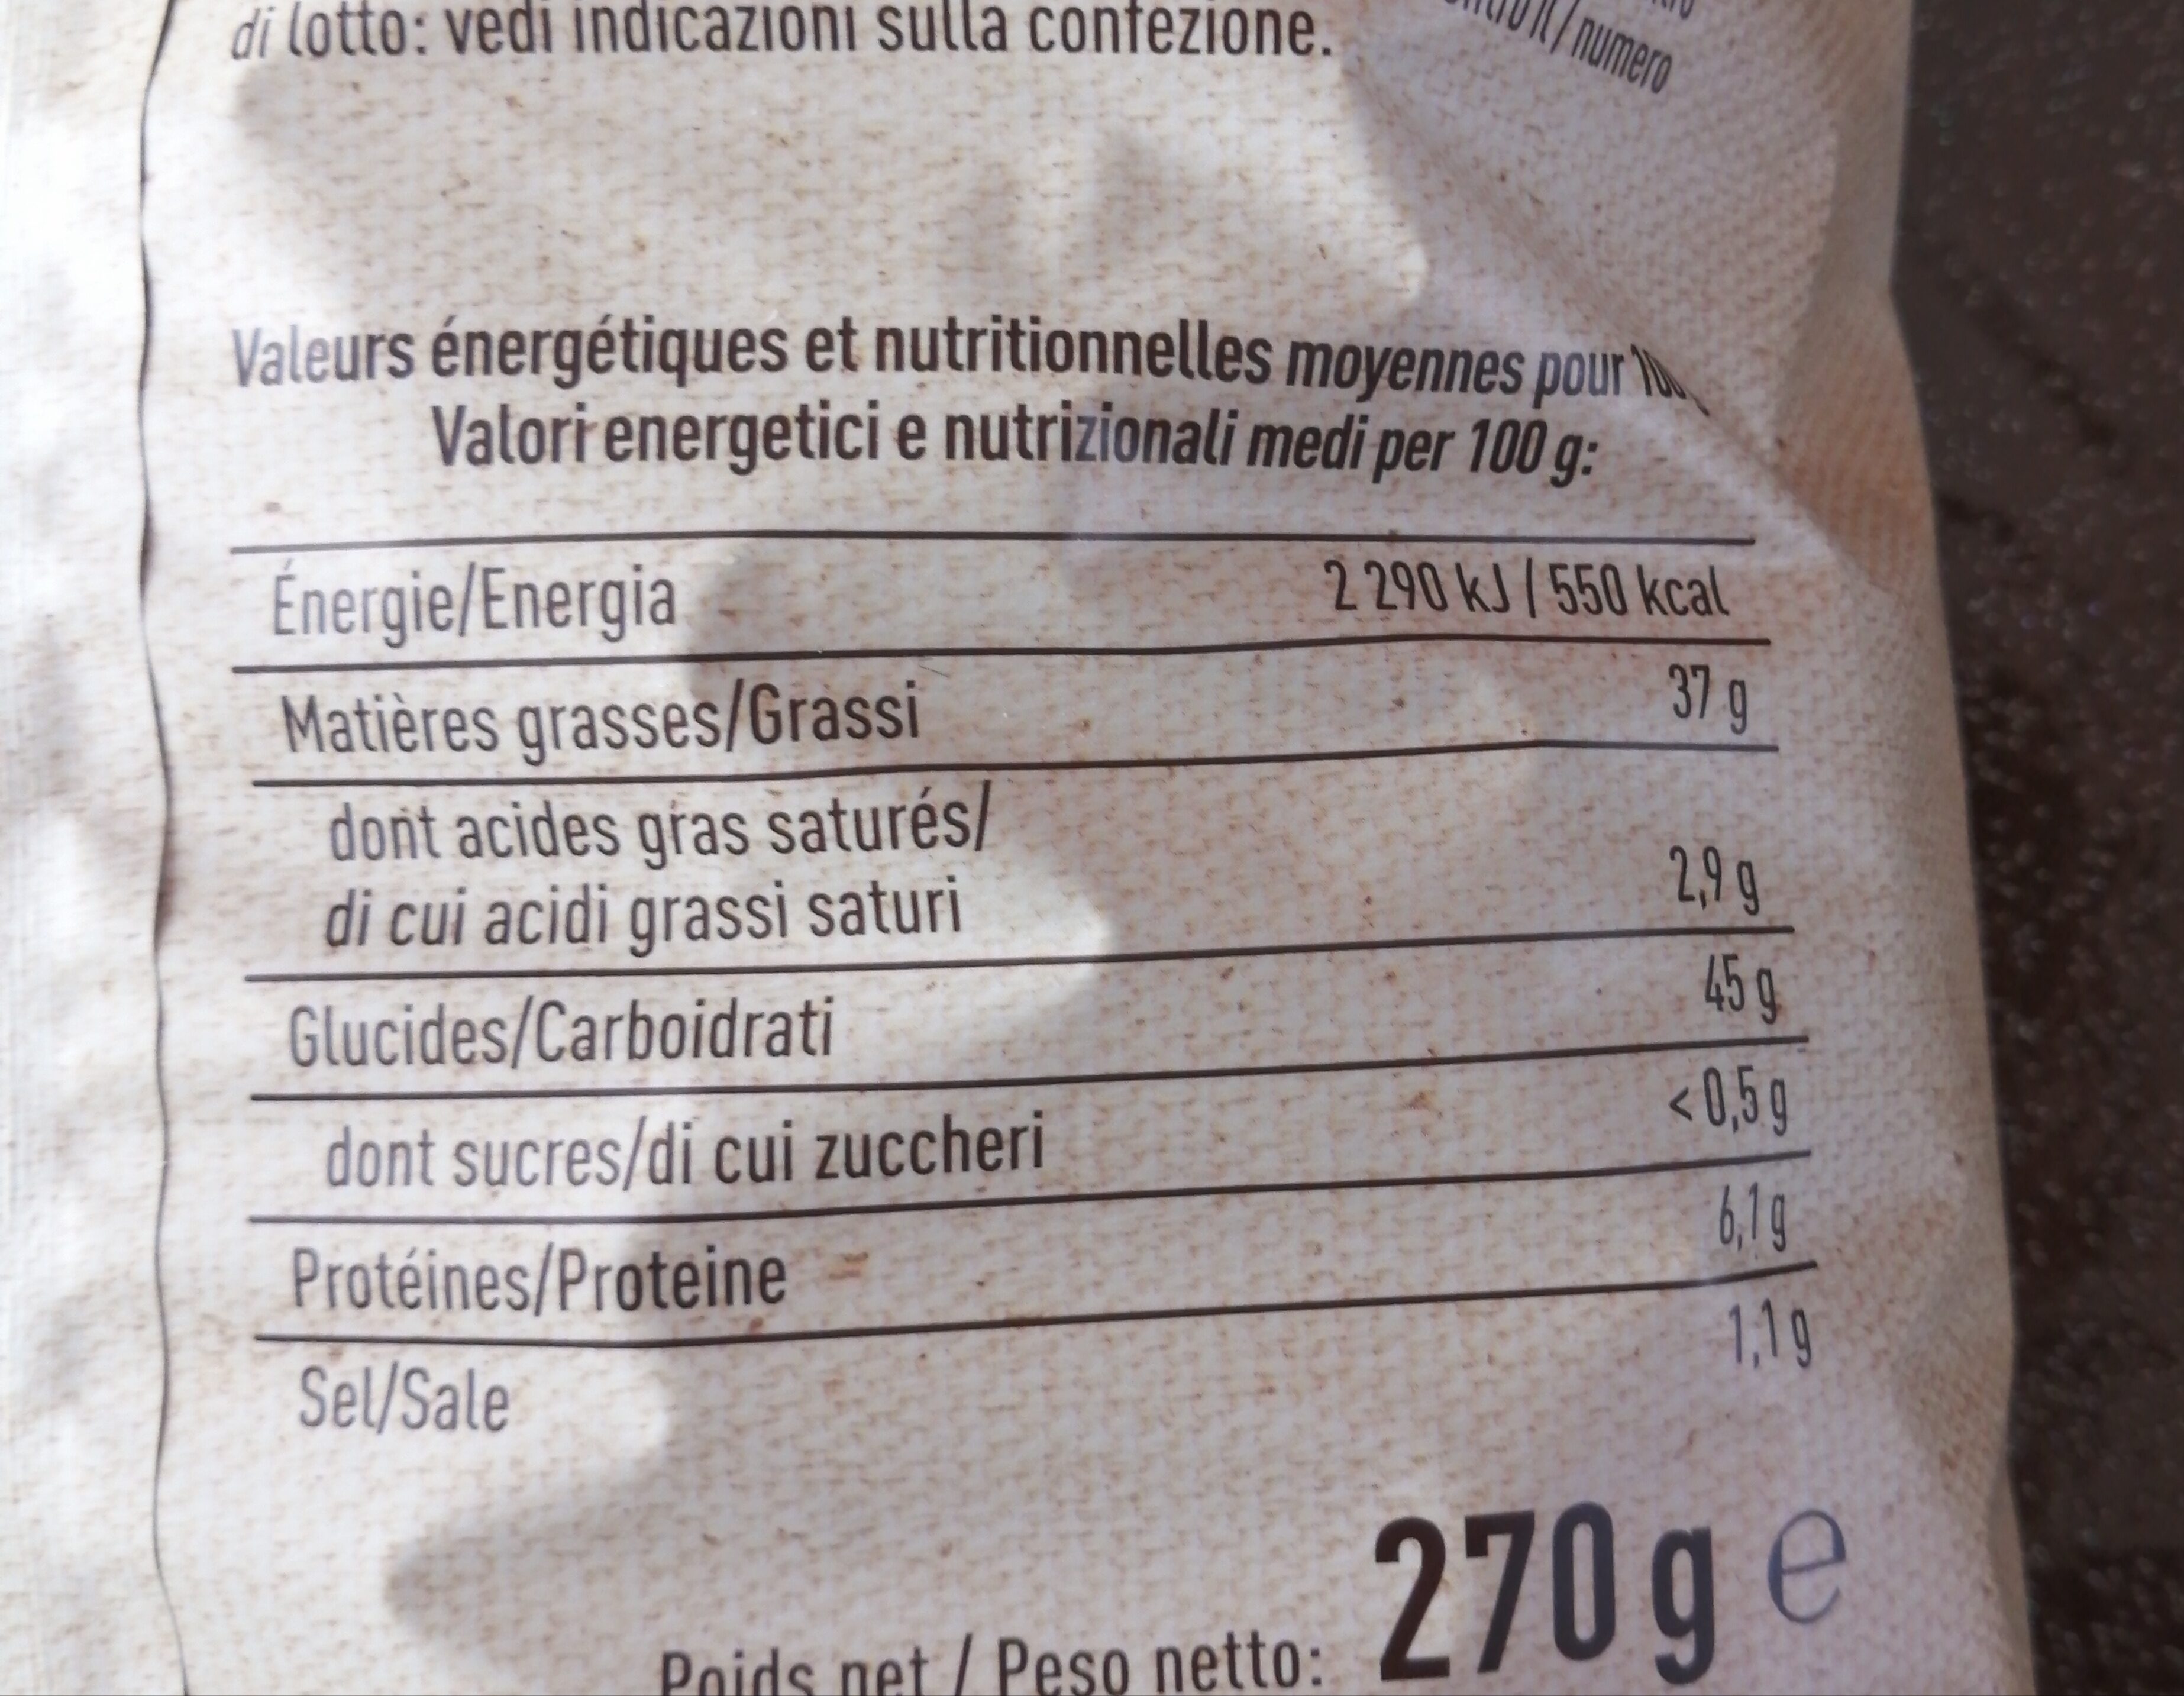 di lotto: vedi indicazioni sulla confezione.
/ numero
Valeurs énergétiques et nutritionnelles moyennes pour
Valori energetici e nutrizionali medi per 100 g:
Énergie/Energia 2 290 kJ / 550 kcal
Matières grasses/Grassi 37 g
dont acides gras saturés/
di cui acidi grassi saturi 2,9 g
Glucides/Carboidrati 45 g
dont sucres/di cui zuccheri < 0,5 g
Protéines/Proteine 6,1 g
Sel/Sale 1,1 g
Poids net / Peso netto: 270 g e